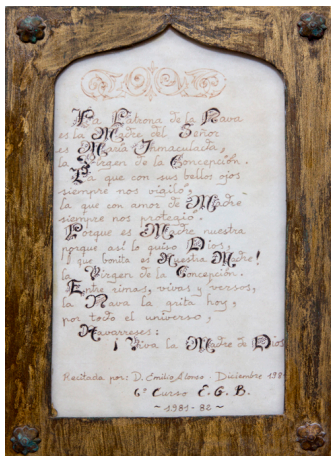 La Patrona de la Nava
es la Madre del Señor
es María Inmaculada,
la Virgen de la Concepción.
La que con sus bellos ojos
siempre nos vigiló,
la que con amor de Madre
siempre nos protegió.
Porque es Madre nuestra
porque así lo quiso Dios,
¡que bonita es Nuestra Madre!
la Virgen de la Concepción.
Entre rimas, vivas y versos,
la Nava la grita hoy,
por todo el universo,
Navarreses:
¡Viva la Madre de Dios
Recitada por: D. Emilio Alonso. Diciembre 198
6º Curso E.G.B.
~1981-82~